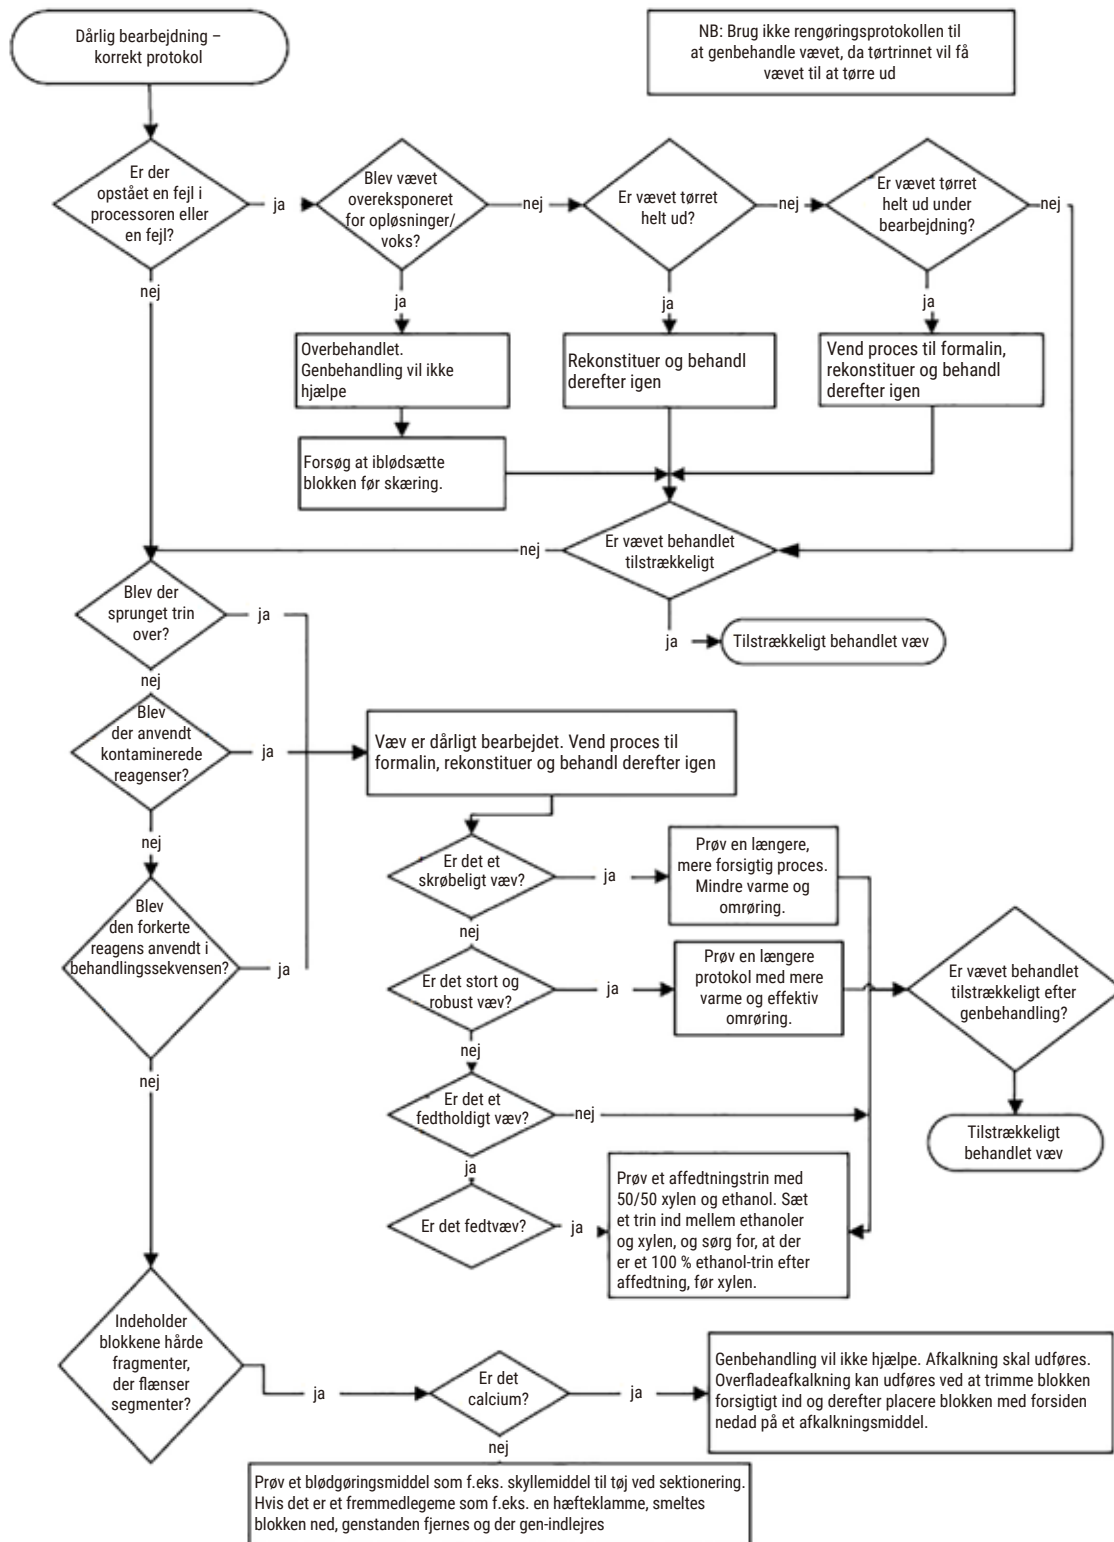 Dårlig bearbejdning –
korrekt protokol
NB: Brug ikke rengøringsprotokollen til
at genbehandle vævet, da tørtrinnet vil få
vævet til at tørre ud
Er der
opstået en fejl i
processoren eller
en fejl?
ja
Blev vævet
overeksponeret
for opløsninger/
voks?
nej
Er vævet tørret
helt ud?
nej
Er vævet tørret
helt ud under
bearbejdning?
nej
nej
ja
ja
ja
Overbehandlet.
Genbehandling vil ikke
hjælpe
Rekonstituer og behandl
derefter igen
Vend proces til formalin,
rekonstituer og behandl
derefter igen
Forsøg at iblødsætte
blokken før skæring.
nej
Er vævet behandlet
tilstrækkeligt
ja
Tilstrækkeligt behandlet væv
Blev der
sprunget trin
over?
ja
nej
Blev
der anvendt
kontaminerede
reagenser?
ja
Væv er dårligt bearbejdet. Vend proces til
formalin, rekonstituer og behandl derefter igen
nej
Blev
den forkerte
reagens anvendt i
behandlingssekvensen?
ja
nej
Er det et
skrøbeligt væv?
ja
Prøv en længere,
mere forsigtig proces.
Mindre varme og
omrøring.
nej
Er det stort og
robust væv?
ja
Prøv en længere
protokol med mere
varme og effektiv
omrøring.
Er vævet behandlet
tilstrækkeligt efter
genbehandling?
nej
Er det et
fedtholdigt væv?
nej
Tilstrækkeligt
behandlet væv
ja
Er det fedtvæv?
ja
Prøv et affedtningstrin med
50/50 xylen og ethanol. Sæt
et trin ind mellem ethanoler
og xylen, og sørg for, at der
er et 100 % ethanol-trin efter
affedtning, før xylen.
Indeholder
blokkene hårde
fragmenter,
der flænser
segmenter?
ja
Er det
calcium?
ja
Genbehandling vil ikke hjælpe. Afkalkning skal udføres.
Overfladeafkalkning kan udføres ved at trimme blokken
forsigtigt ind og derefter placere blokken med forsiden
nedad på et afkalkningsmiddel.
nej
Prøv et blødgøringsmiddel som f.eks. skyllemiddel til tøj ved sektionering.
Hvis det er et fremmedlegeme som f.eks. en hæfteklamme, smeltes
blokken ned, genstanden fjernes og der gen-indlejres